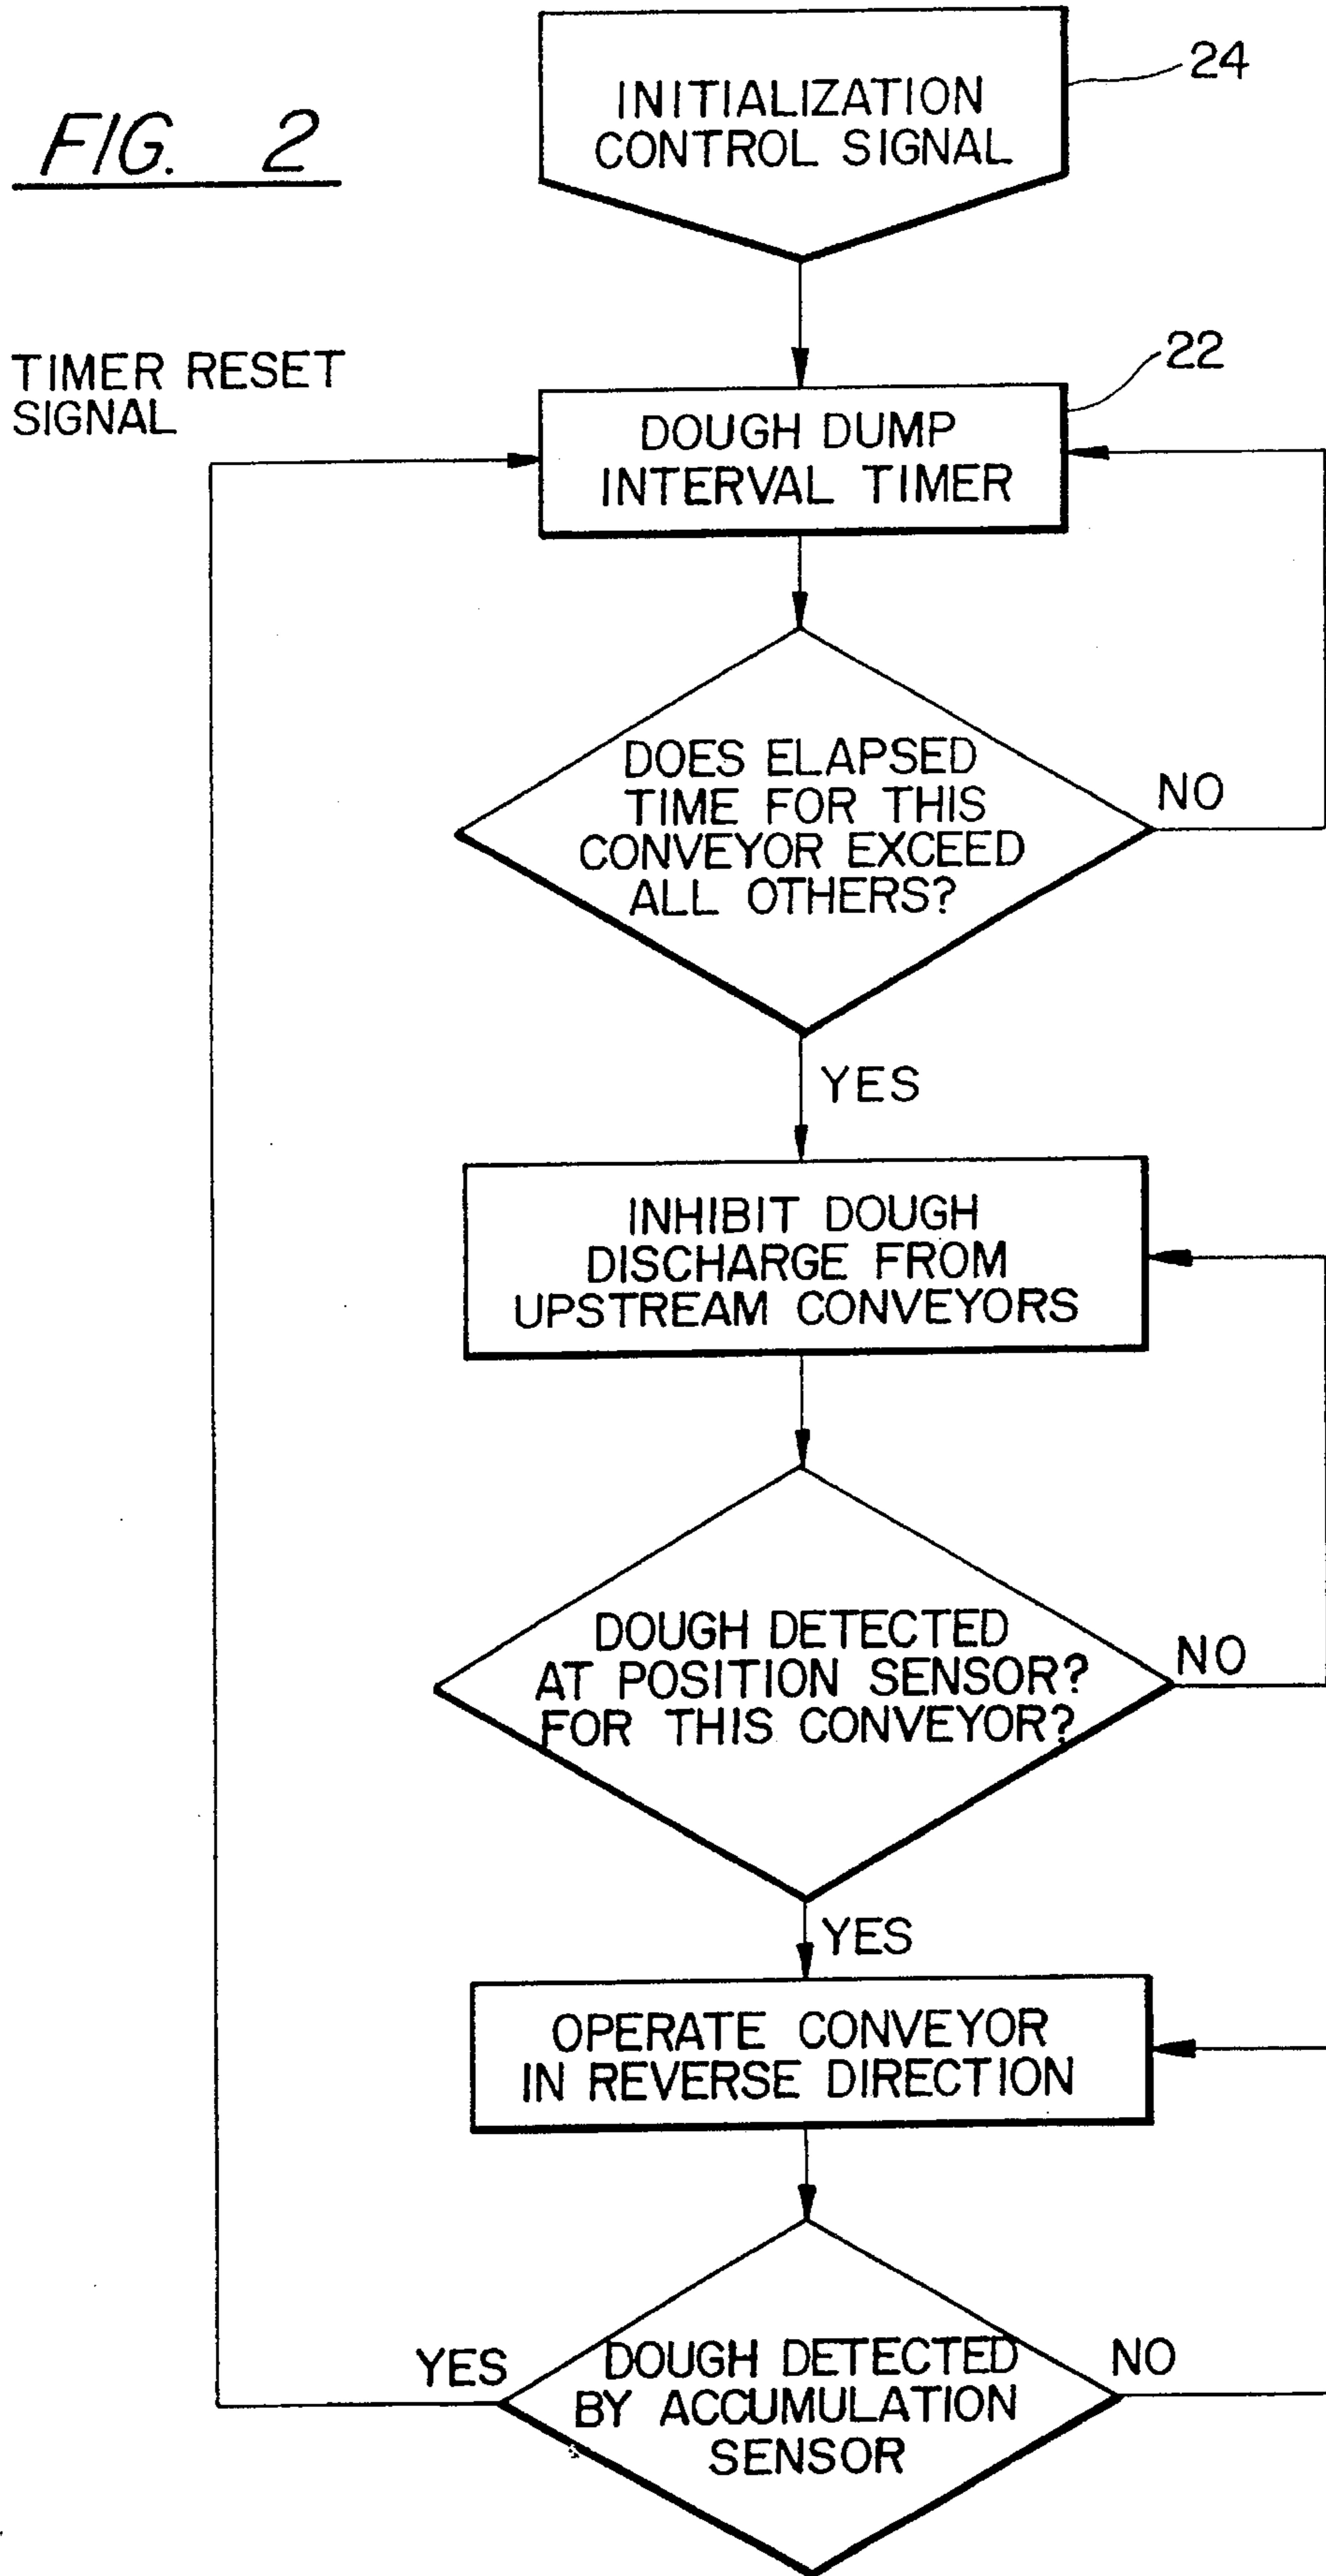 FIG. 2
INITIALIZATION
CONTROL SIGNAL
24
TIMER RESET
SIGNAL
22
DOUGH DUMP
INTERVAL TIMER
DOES ELAPSED
TIME FOR THIS
CONVEYOR EXCEED
ALL OTHERS?
NO
YES
INHIBIT DOUGH
DISCHARGE FROM
UPSTREAM CONVEYORS
DOUGH DETECTED
AT POSITION SENSOR?
FOR THIS CONVEYOR?
NO
YES
OPERATE CONVEYOR
IN REVERSE DIRECTION
YES
DOUGH DETECTED
BY ACCUMULATION
SENSOR
NO